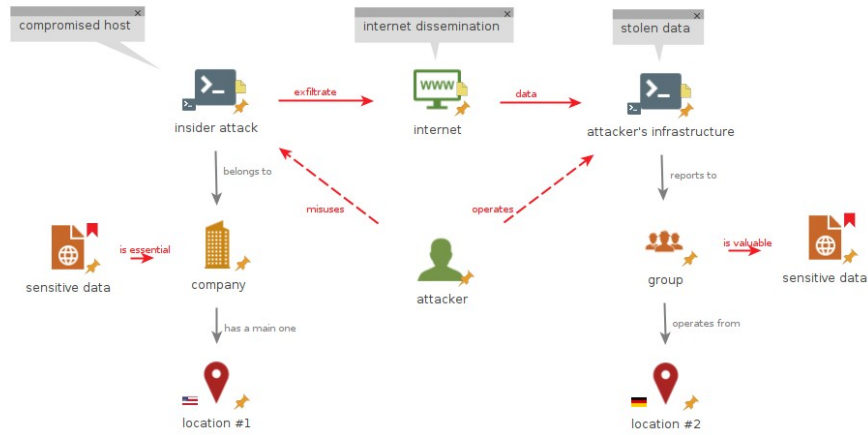 compromised host
internet dissemination
stolen data
WWW
exfiltrate
data
insider attack
internet
attacker's infrastructure
belongs to
misuses
operates
reports to
is essential
is valuable
sensitive data
company
attacker
group
sensitive data
has a main one
operates from
location #1
location #2